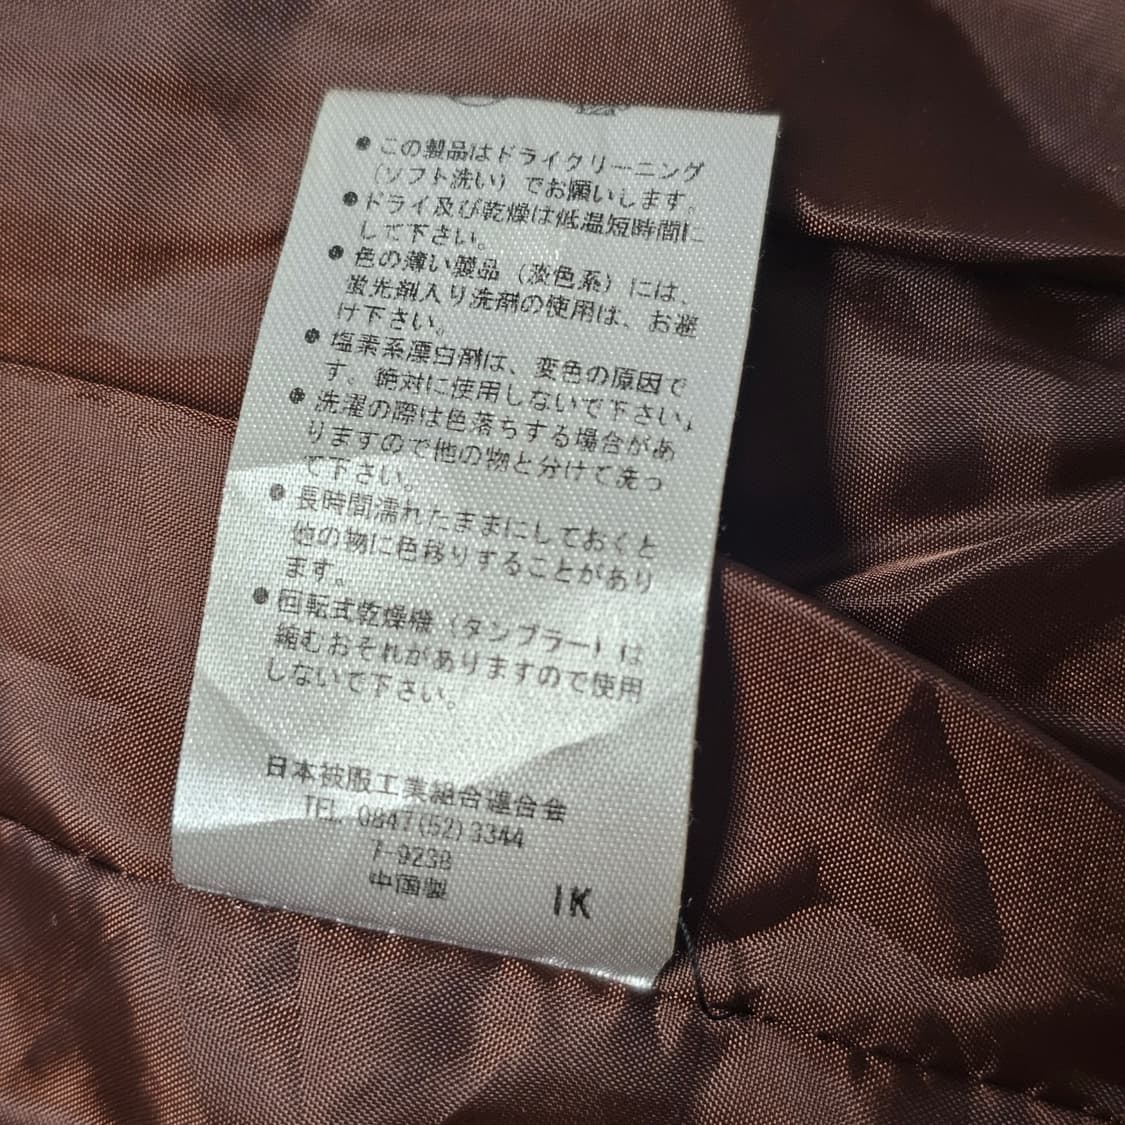 ●この製品はドライクリーニング
（ソフト洗い）でお願いします。
●ドライ及び乾燥は低温短時間に
して下さい。
●色の薄い製品（淡色系）には、
蛍光剤入り洗剤の使用は、お避
け下さい。
●塩素系漂白剤は、変色の原因で
す。絶対に使用しないで下さい。
●洗濯の際は色落ちする場合があ
りますので他の物と分けて洗っ
て下さい。
●長時間濡れたままにしておくと
他の物に色移りすることがあり
ます。
●回転式乾燥機（タンブラー）は
縮むおそれがありますので使用
しないで下さい。
日本被服工業組合連合会
TEL. 0847(52)3344
7-9238
中国製
IK